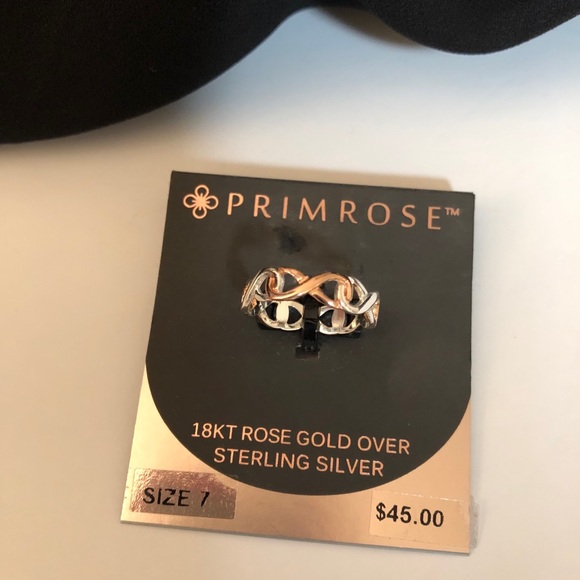 PRIMROSE™
18KT ROSE GOLD OVER
STERLING SILVER
SIZE 7
$45.00